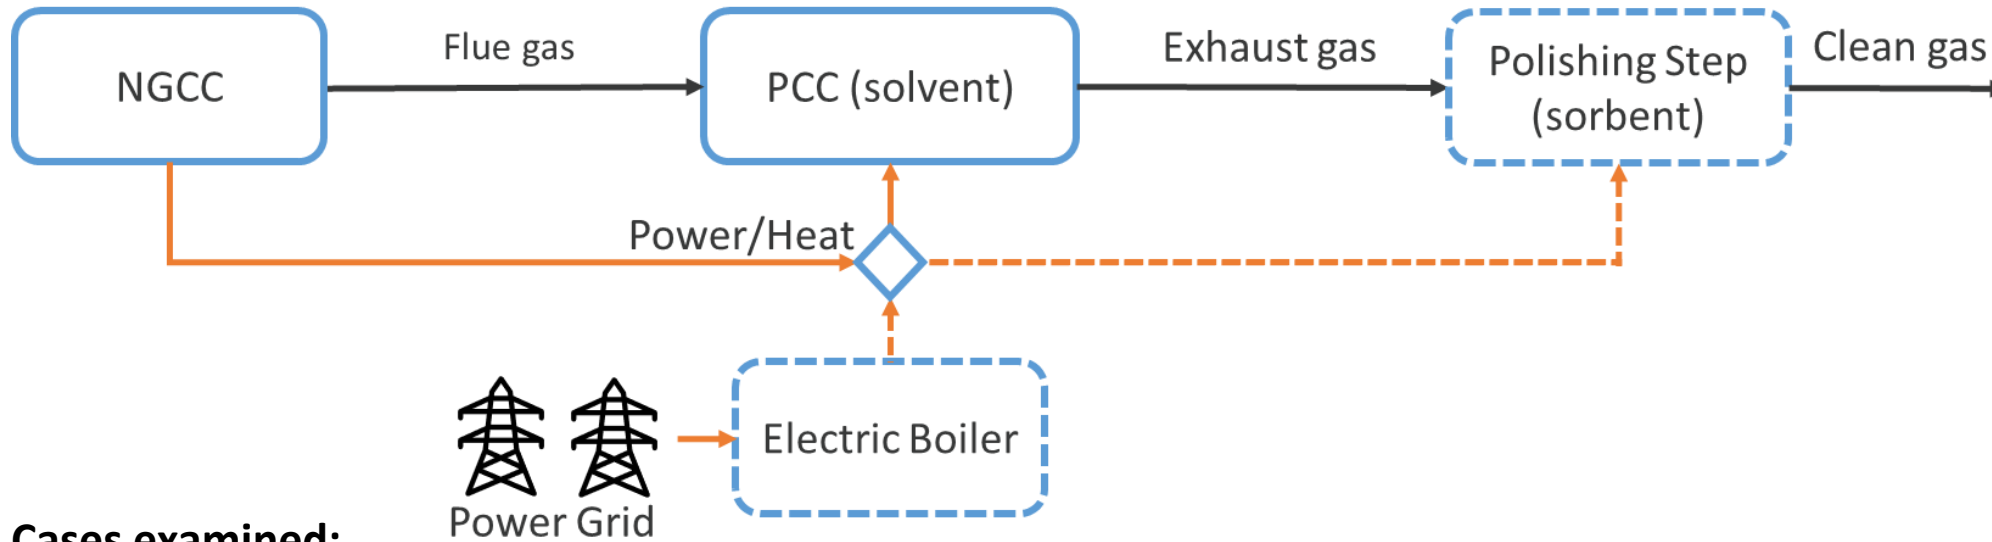 NGCC
Flue gas
PCC (solvent)
Exhaust gas
Polishing Step
(sorbent)
Clean gas
Power/Heat
Electric Boiler
Power Grid
Cases examined: